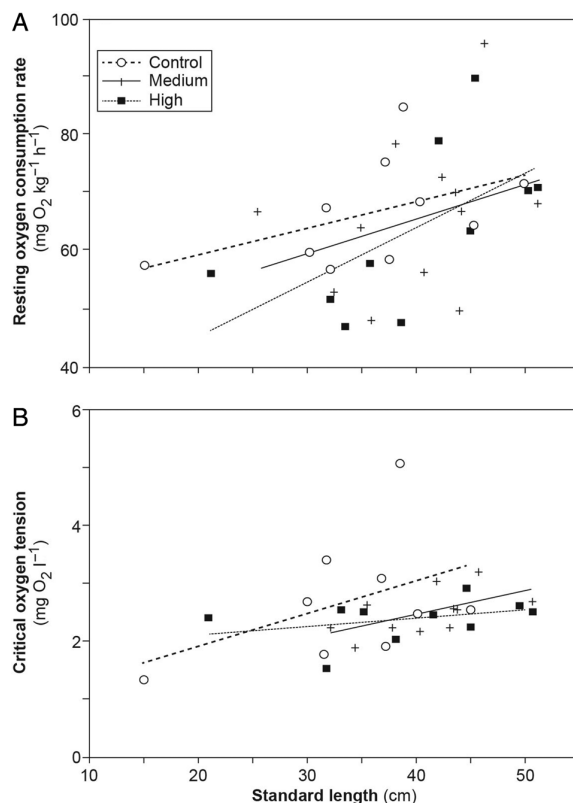 A
100
80
60
40
Control
Medium
High
Resting oxygen consumption rate
(mg O₂ kg⁻¹ h⁻¹)
B
6
4
2
0
Critical oxygen tension
(mg O₂ l⁻¹)
10 20 30 40 50
Standard length (cm)